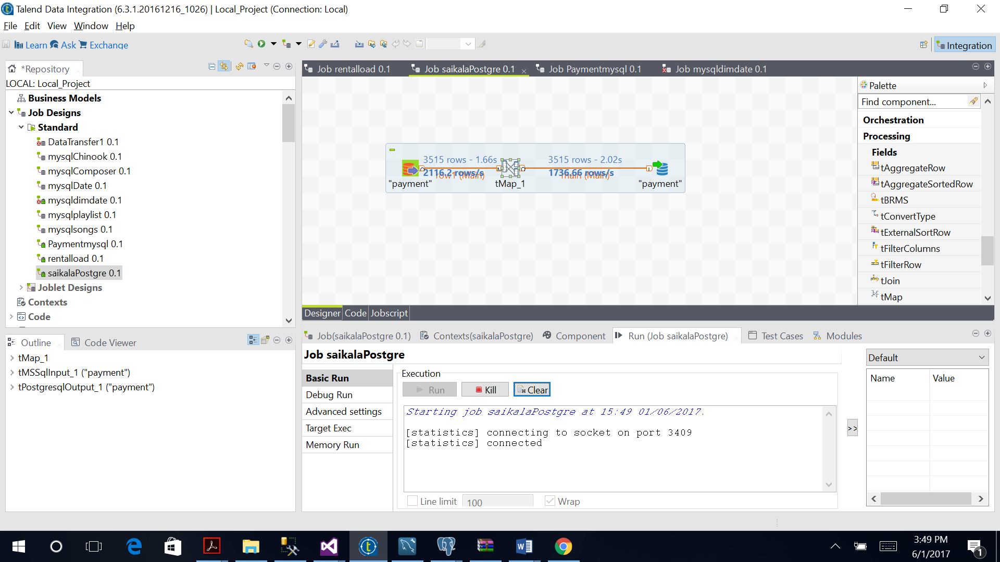 Talend Data Integration (6.3.1.20161216_1026) | Local_Project (Connection: Local)
File Edit View Window Help
Learn Ask Exchange
Integration
*Repository
LOCAL: Local_Project
Business Models
Job Designs
Standard
DataTransfer1 0.1
mysqlChinook 0.1
mysqlComposer 0.1
mysqlDate 0.1
mysqldimdate 0.1
mysqlplaylist 0.1
mysqlsongs 0.1
Paymentmysql 0.1
rentalload 0.1
saikalaPostgre 0.1
Joblet Designs
Contexts
Code
Job rentalload 0.1
Job saikalaPostgre 0.1
Job Paymentmysql 0.1
Job mysqldimdate 0.1
3515 rows - 1.66s
2116.2 rows/s
row1 (Main)
3515 rows - 2.02s
1736.66 rows/s
main (Main)
"payment"
tMap_1
"payment"
Palette
Find component...
Orchestration
Processing
Fields
tAggregateRow
tAggregateSortedRow
tBRMS
tConvertType
tExternalSortRow
tFilterColumns
tFilterRow
tJoin
tMap
Designer Code Jobscript
Outline
Code Viewer
tMap_1
tMSSqlInput_1 ("payment")
tPostgresqlOutput_1 ("payment")
Job(saikalaPostgre 0.1)
Contexts(saikalaPostgre)
Component
Run (Job saikalaPostgre)
Test Cases
Modules
Job saikalaPostgre
Basic Run
Debug Run
Advanced settings
Target Exec
Memory Run
Execution
Run
Kill
Clear
Starting job saikalaPostgre at 15:49 01/06/2017.
[statistics] connecting to socket on port 3409
[statistics] connected
Line limit
100
Wrap
>>
Default
Name Value
3:49 PM
6/1/2017
1